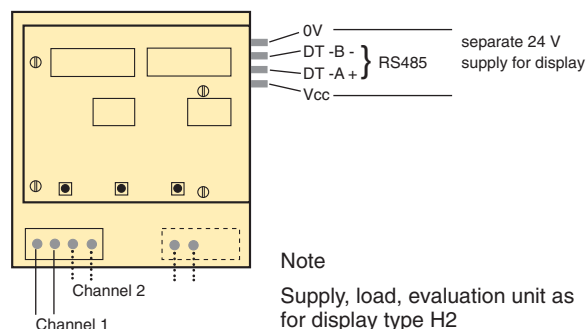 0V
DT -B -
DT -A +
Vcc
} RS485
separate 24 V
supply for display
Channel 2
Channel 1
Note
Supply, load, evaluation unit as
for display type H2